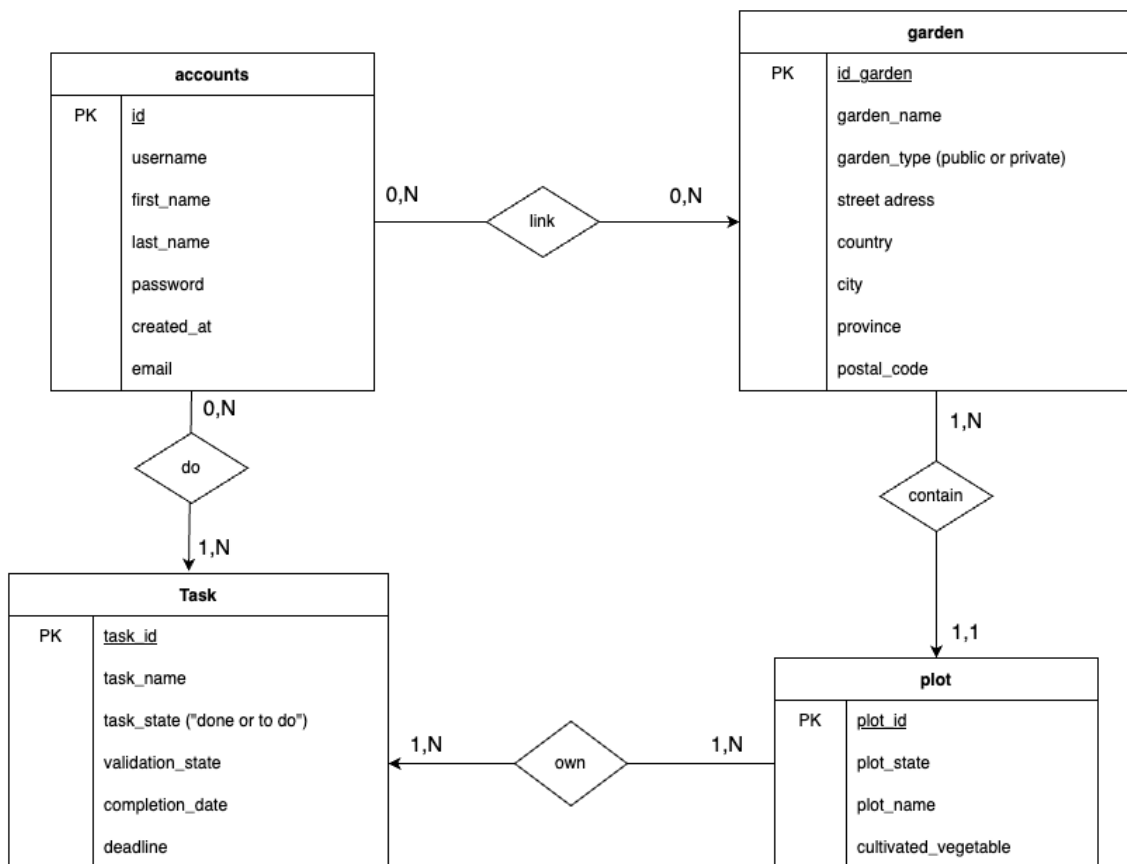 accounts
PK id
username
first_name
last_name
password
created_at
email
garden
PK id_garden
garden_name
garden_type (public or private)
street adress
country
city
province
postal_code
0,N
link
0,N
0,N
do
1,N
1,N
contain
1,1
Task
PK task_id
task_name
task_state ("done or to do")
validation_state
completion_date
deadline
1,N
own
1,N
plot
PK plot_id
plot_state
plot_name
cultivated_vegetable